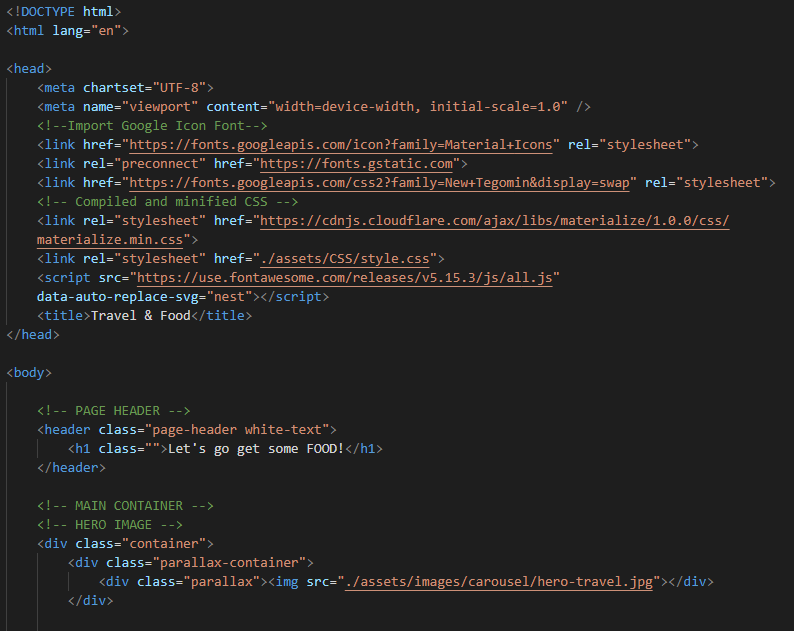 <!DOCTYPE html>
<html lang="en">

<head>
    <meta chartset="UTF-8">
    <meta name="viewport" content="width=device-width, initial-scale=1.0" />
    <!--Import Google Icon Font-->
    <link href="https://fonts.googleapis.com/icon?family=Material+Icons" rel="stylesheet">
    <link rel="preconnect" href="https://fonts.gstatic.com">
    <link href="https://fonts.googleapis.com/css2?family=New+Tegomin&display=swap" rel="stylesheet">
    <!-- Compiled and minified CSS -->
    <link rel="stylesheet" href="https://cdnjs.cloudflare.com/ajax/libs/materialize/1.0.0/css/
    materialize.min.css">
    <link rel="stylesheet" href="./assets/CSS/style.css">
    <script src="https://use.fontawesome.com/releases/v5.15.3/js/all.js"
    data-auto-replace-svg="nest"></script>
    <title>Travel & Food</title>
</head>

<body>

    <!-- PAGE HEADER -->
    <header class="page-header white-text">
        <h1 class="">Let's go get some FOOD!</h1>
    </header>

    <!-- MAIN CONTAINER -->
    <!-- HERO IMAGE -->
    <div class="container">
        <div class="parallax-container">
            <div class="parallax"><img src="./assets/images/carousel/hero-travel.jpg"></div>
        </div>